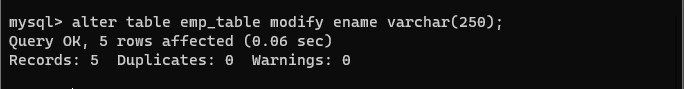 mysql> alter table emp_table modify ename varchar(250);
Query OK, 5 rows affected (0.06 sec)
Records: 5  Duplicates: 0  Warnings: 0